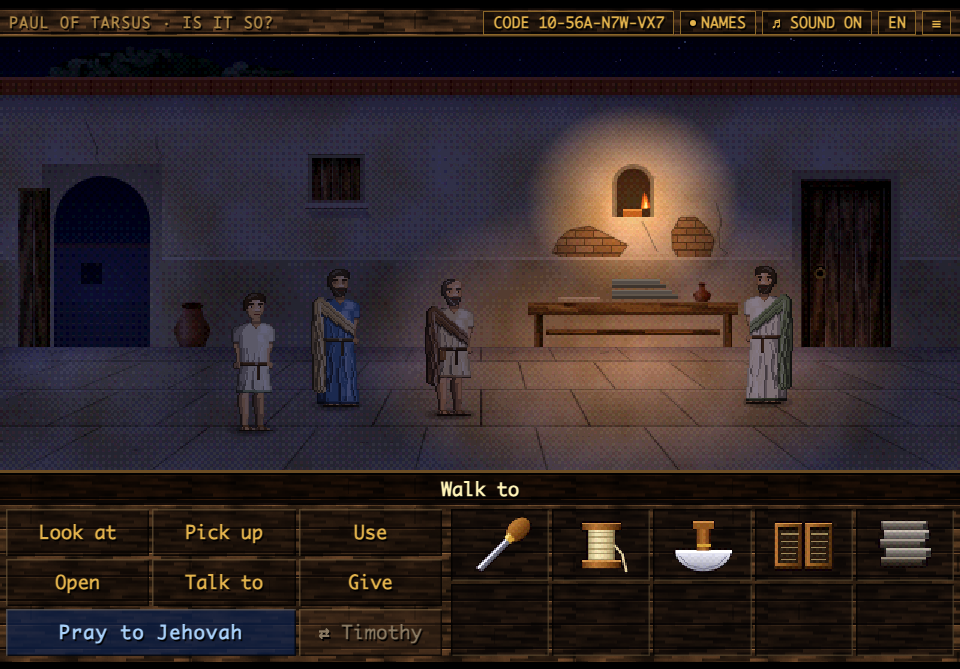 PAUL OF TARSUS · IS IT SO?
CODE 10-56A-N7W-VX7
•NAMES
♬ SOUND ON
EN
≡
Walk to
Look at
Pick up
Use
Open
Talk to
Give
Pray to Jehovah
⇄ Timothy